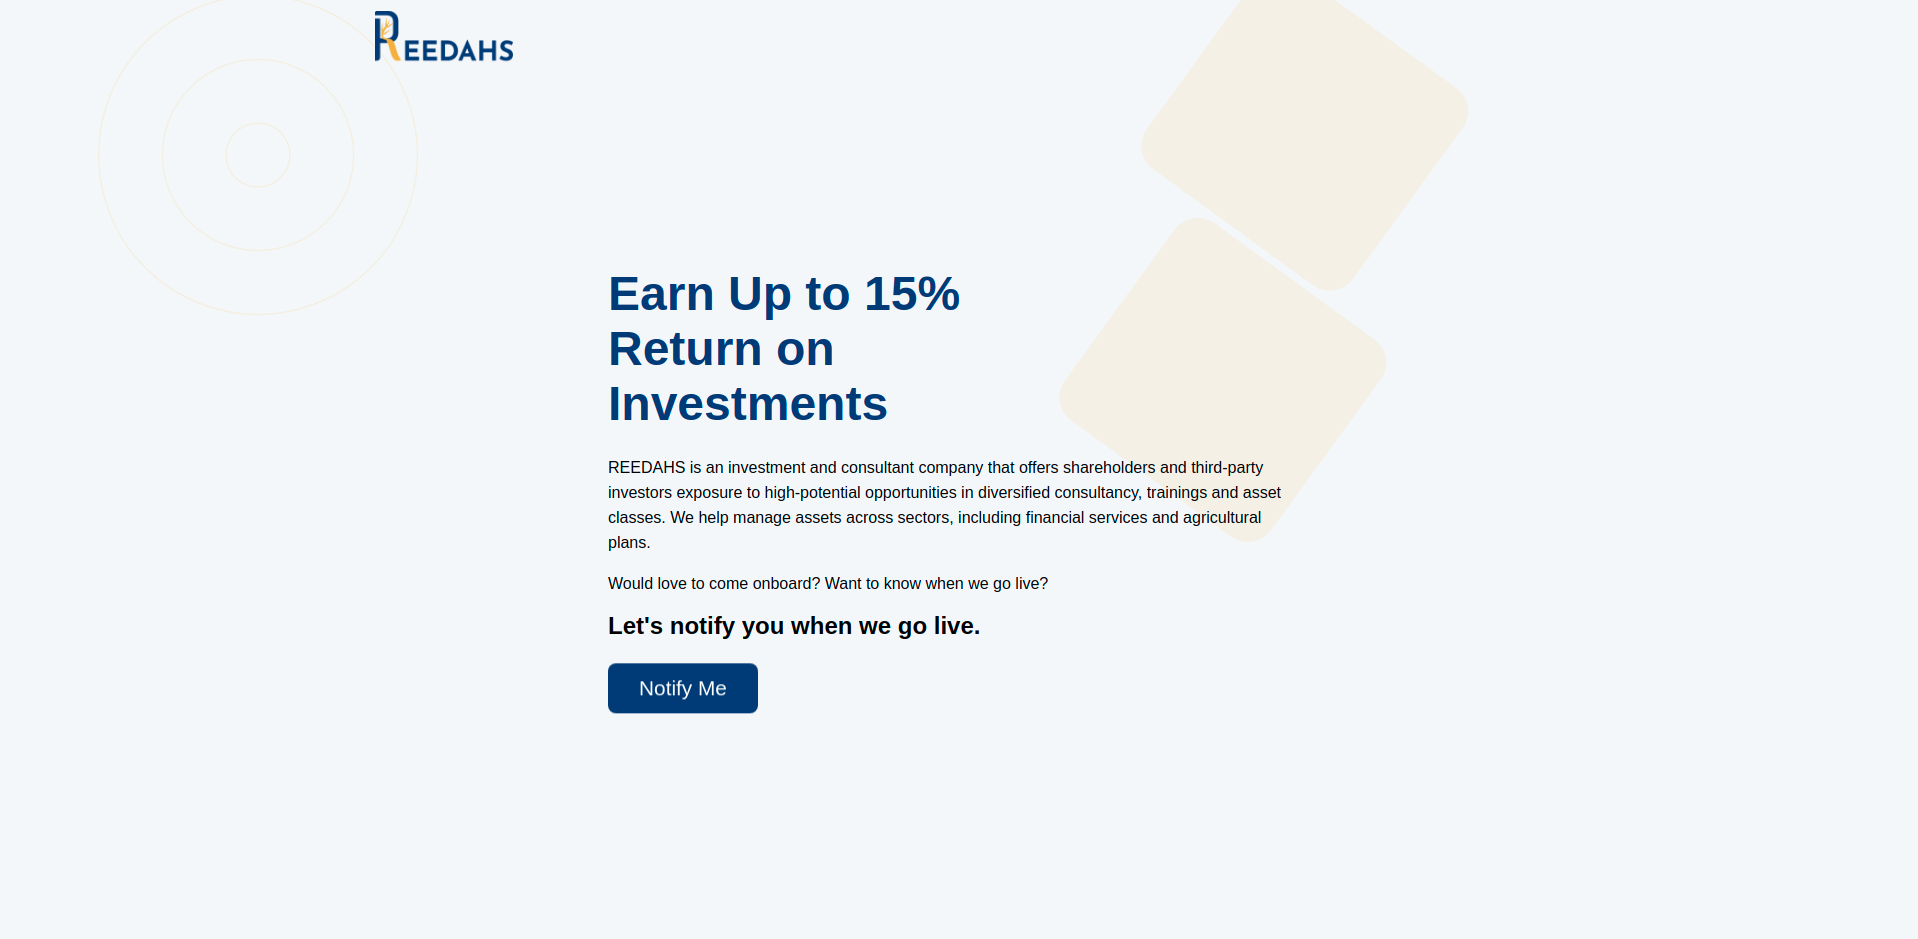 REEDAHS
Earn Up to 15%
Return on
Investments
REEDAHS is an investment and consultant company that offers shareholders and third-party
investors exposure to high-potential opportunities in diversified consultancy, trainings and asset
classes. We help manage assets across sectors, including financial services and agricultural
plans.
Would love to come onboard? Want to know when we go live?
Let's notify you when we go live.
Notify Me